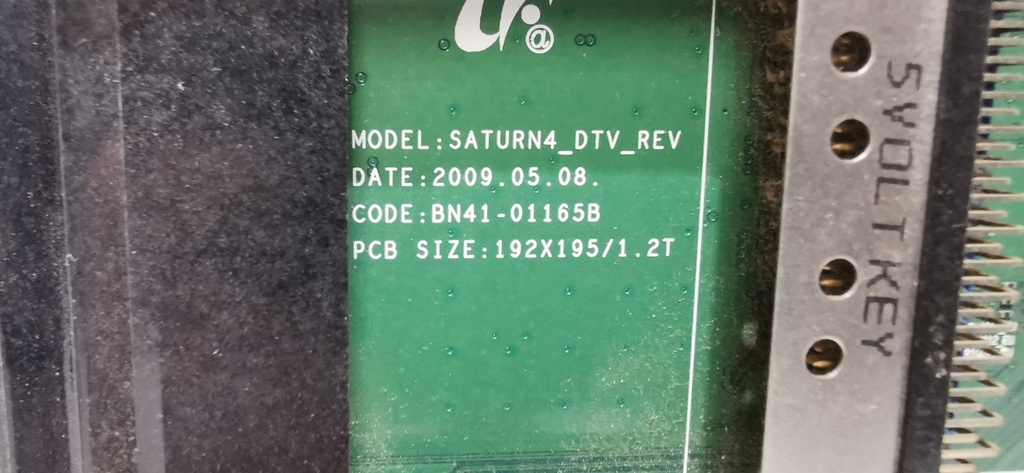 @
MODEL:SATURN4_DTV_REV
DATE:2009.05.08.
CODE:BN41-01165B
PCB SIZE:192X195/1.2T
5VOLT KEY